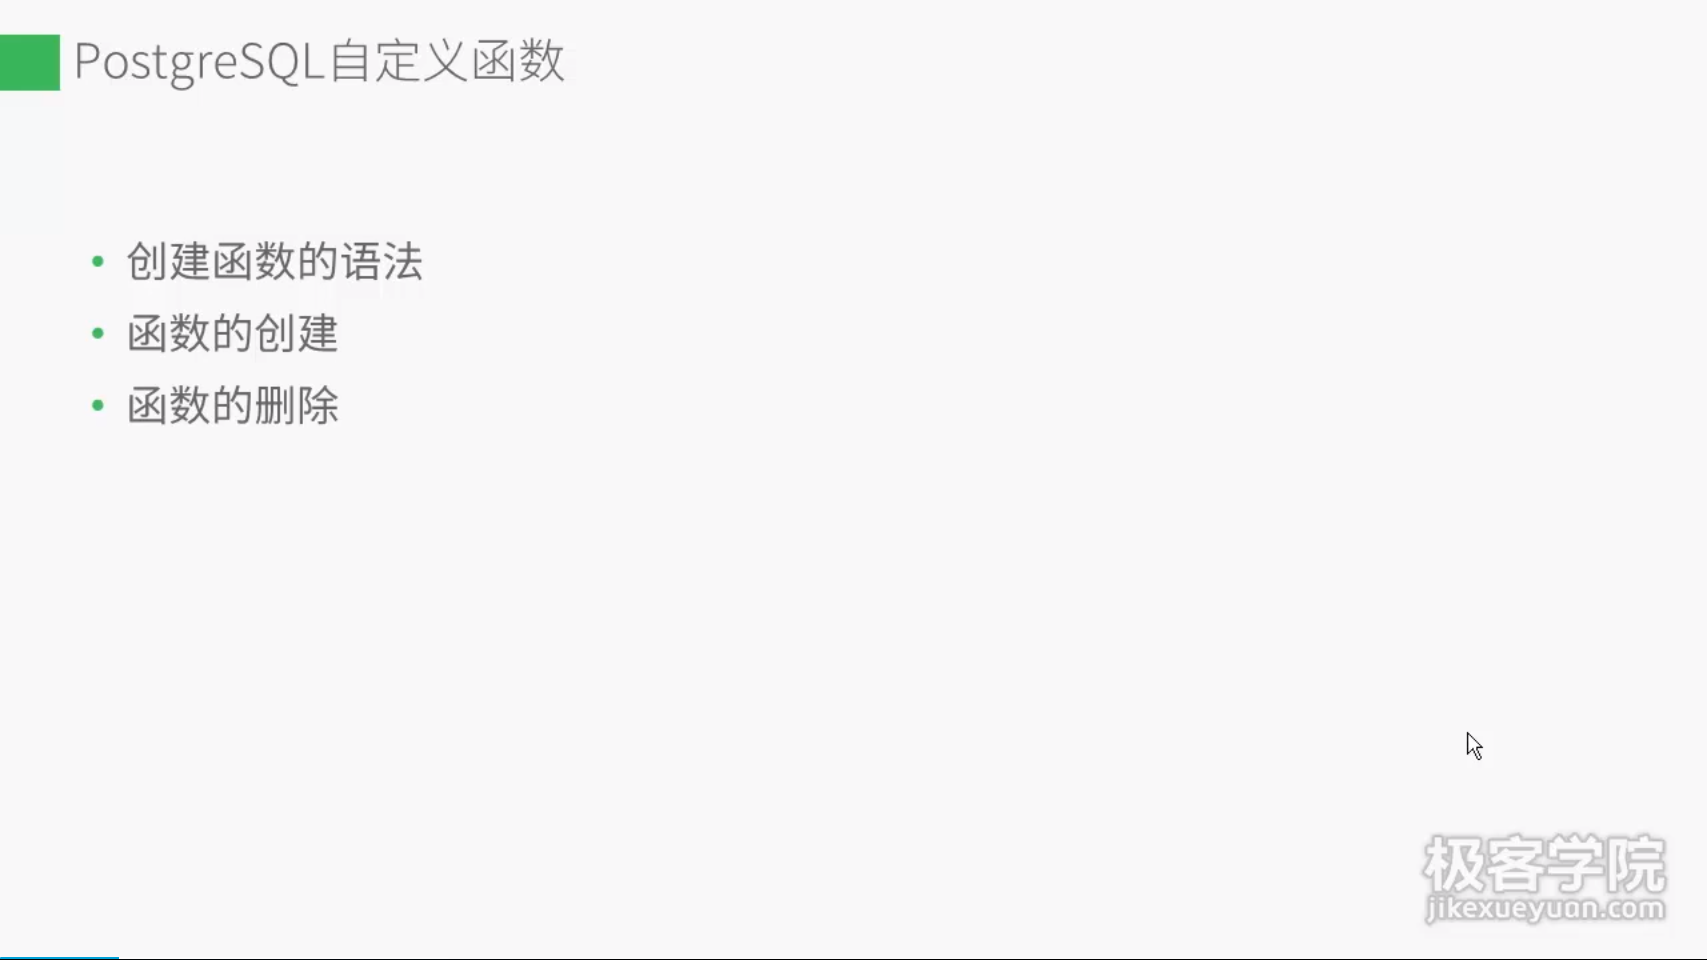 PostgreSQL自定义函数
• 创建函数的语法
• 函数的创建
• 函数的删除
极客学院
jikexueyuan.com